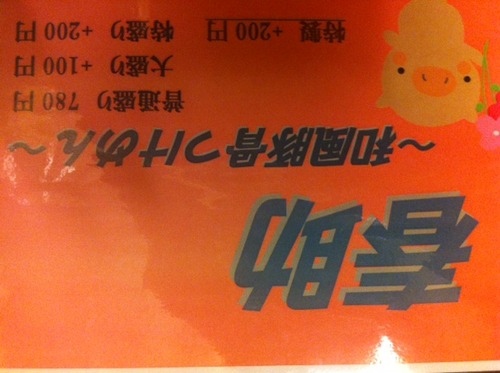 春助
～和風豚骨つけめん～
普通盛り 780円
大盛り +100円
特製 +200円 特盛り +200円